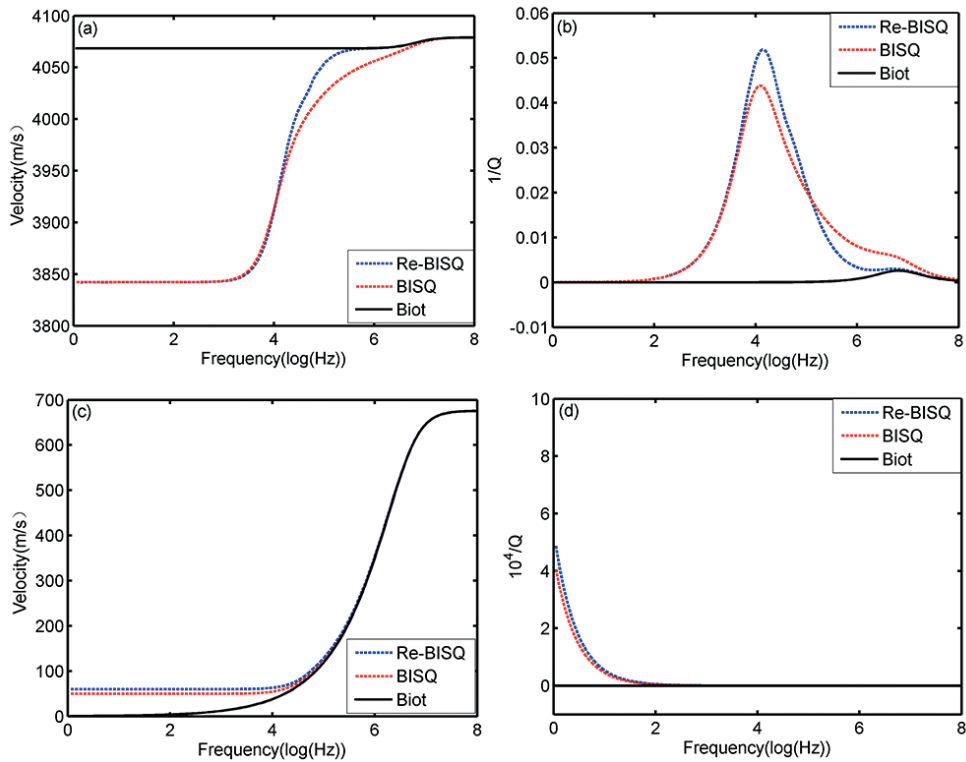 (a)
4100
4050
4000
3950
3900
3850
3800
Velocity(m/s)
0 2 4 6 8
Frequency(log(Hz))
Re-BISQ
BISQ
Biot
(b)
0.06
0.05
0.04
0.03
0.02
0.01
0
-0.01
1/Q
0 2 4 6 8
Frequency(log(Hz))
Re-BISQ
BISQ
Biot
(c)
700
600
500
400
300
200
100
0
Velocity(m/s)
0 2 4 6 8
Frequency(log(Hz))
Re-BISQ
BISQ
Biot
(d)
10
8
6
4
2
0
10⁴/Q
0 2 4 6 8
Frequency(log(Hz))
Re-BISQ
BISQ
Biot